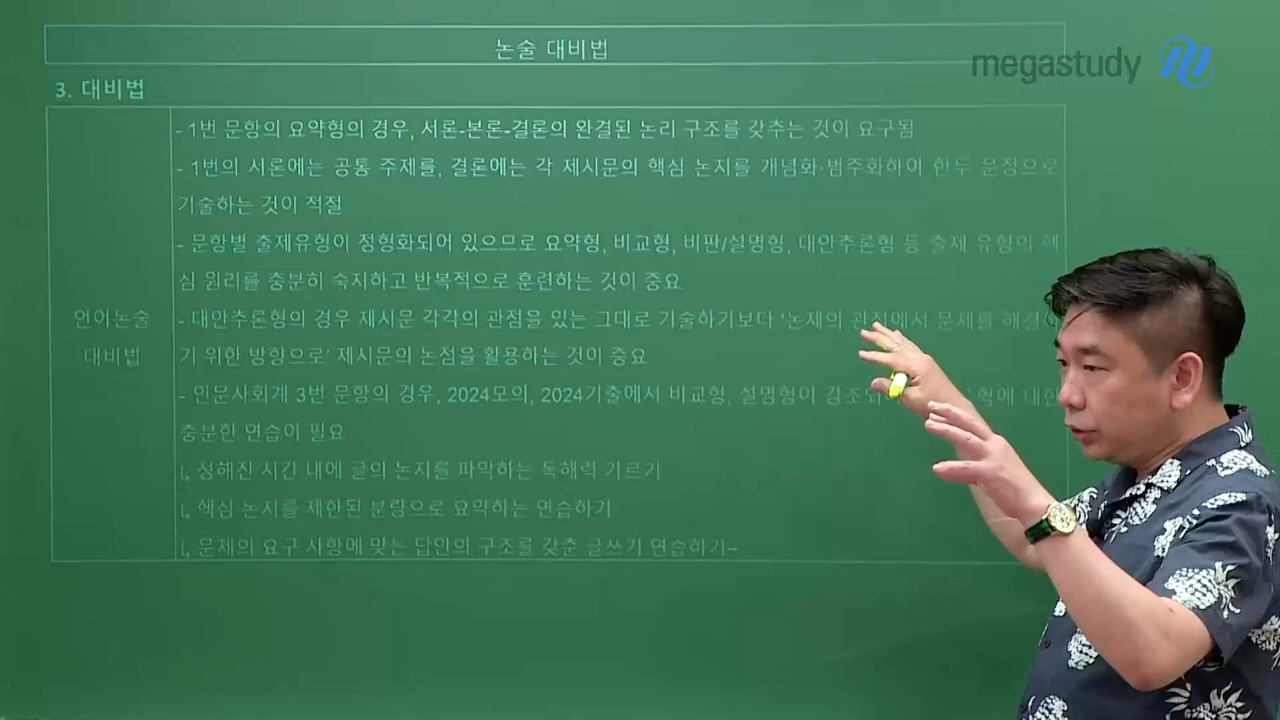 논술 대비법
megastudy
3. 대비법
- 1번 문항의 요약형의 경우, 서론-본론-결론의 완결된 논리 구조를 갖추는 것이 요구됨
- 1번의 서론에는 공통 주제를, 결론에는 각 제시문의 핵심 논지를 개념화·범주화하여 한두 문장으로
기술하는 것이 적절
- 문항별 출제유형이 정형화되어 있으므로 요약형, 비교형, 비판/설명형, 대안추론형 등 출제 유형의 핵
심 원리를 충분히 숙지하고 반복적으로 훈련하는 것이 중요
언어논술
대비법
- 대안추론형의 경우 제시문 각각의 관점을 있는 그대로 기술하기보다 '논제의 관점에서 문제를 해결
기 위한 방향으로' 제시문의 논점을 활용하는 것이 중요
- 인문사회계 3번 문항의 경우, 2024모의, 2024기출에서 비교형, 설명형이 강조되 대한
충분한 연습이 필요
ㄴ, 정해진 시간 내에 글의 논지를 파악하는 독해력 기르기
ㄴ, 핵심 논지를 제한된 분량으로 요약하는 연습하기
ㄴ, 문제의 요구 사항에 맞는 답안의 구조를 갖춘 글쓰기 연습하기~